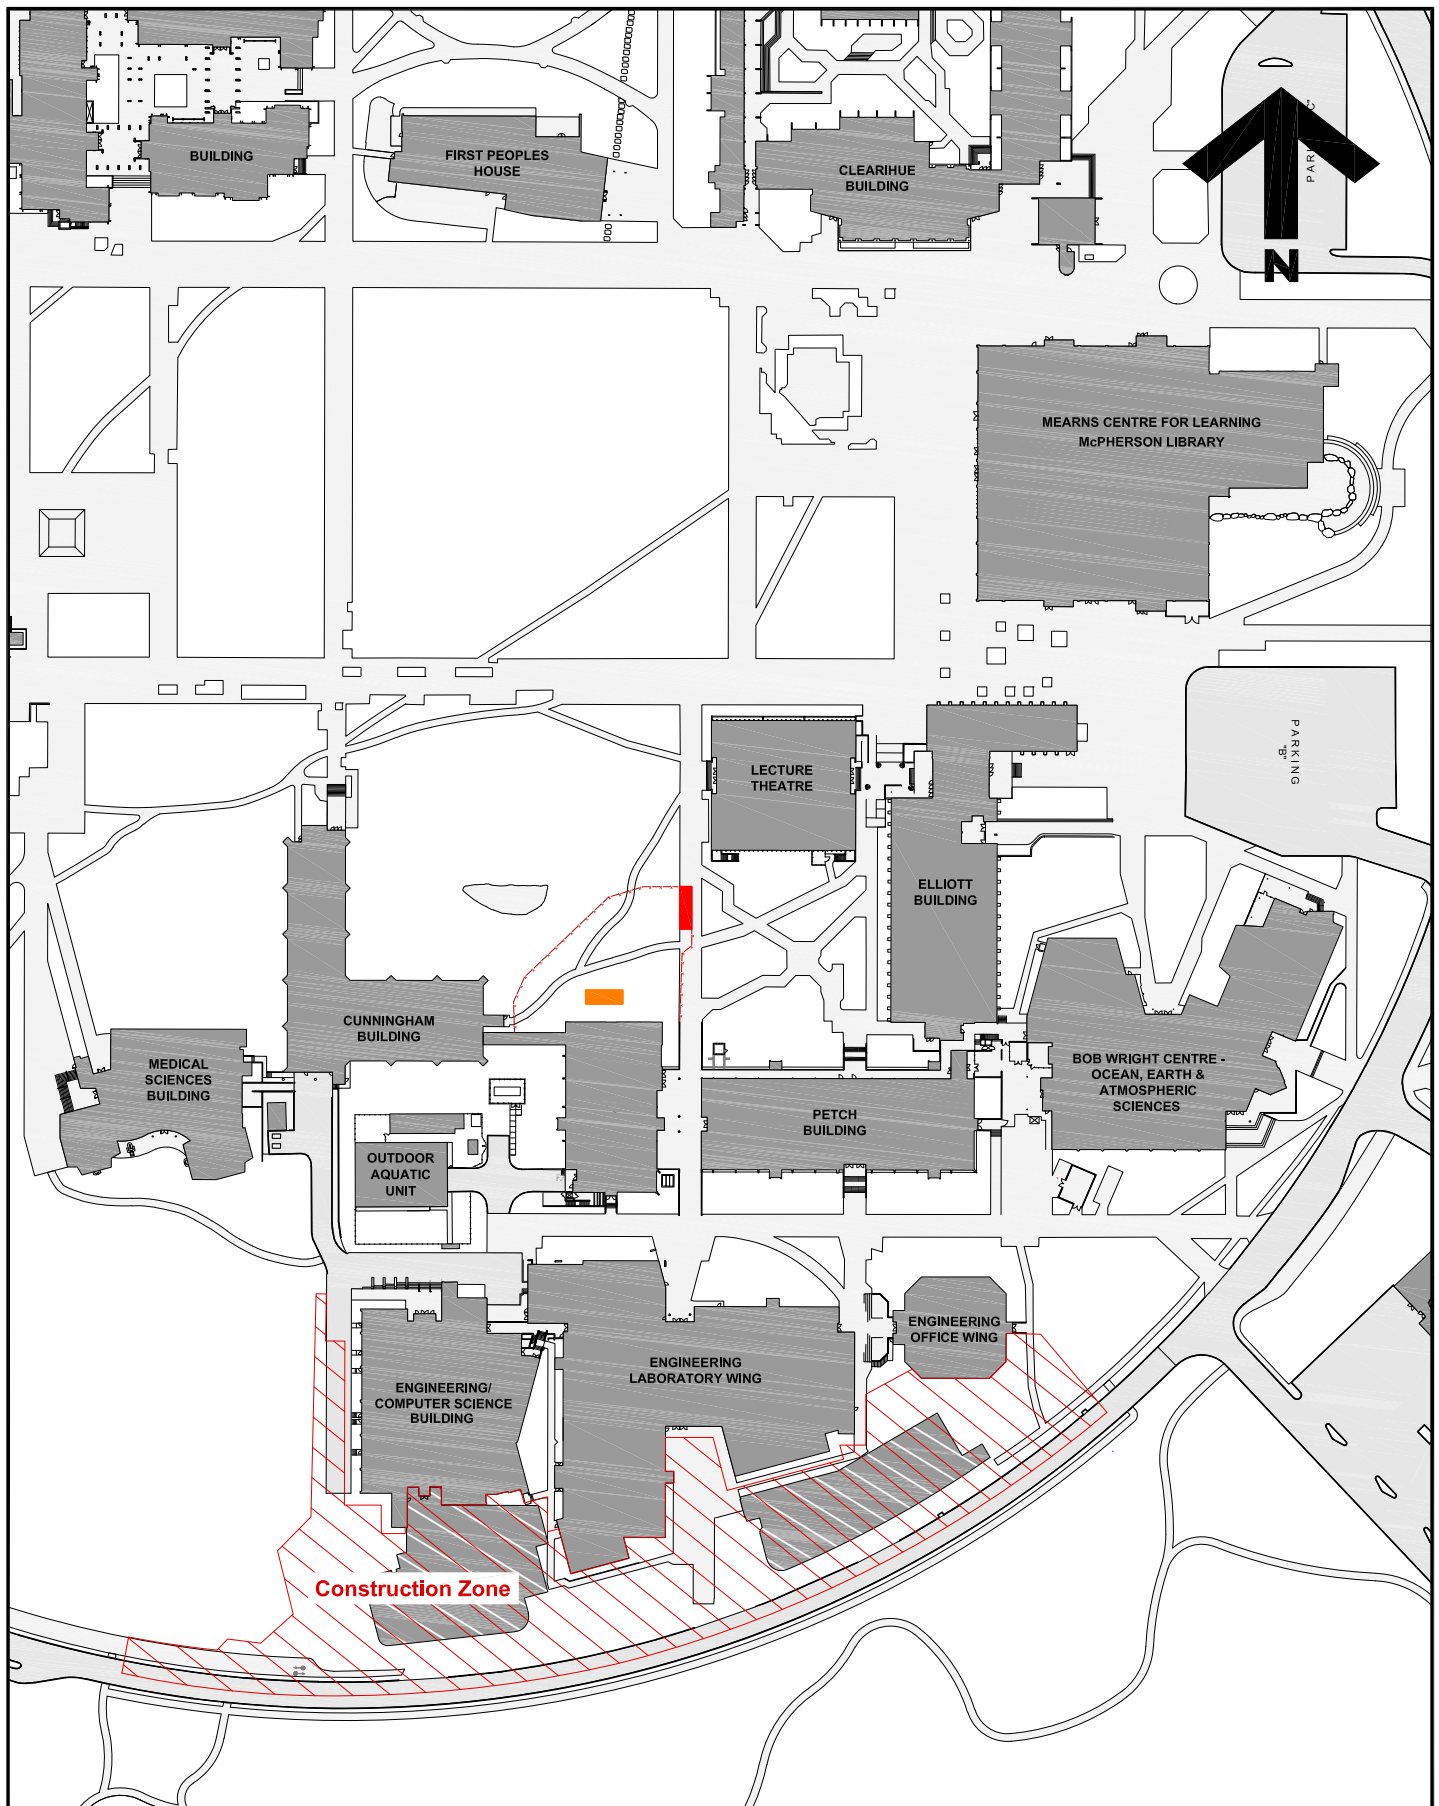 BUILDING
FIRST PEOPLES
HOUSE
CLEARIHUE
BUILDING
N
MEARNS CENTRE FOR LEARNING
McPHERSON LIBRARY
PARKING
"B"
LECTURE
THEATRE
ELLIOTT
BUILDING
CUNNINGHAM
BUILDING
MEDICAL
SCIENCES
BUILDING
BOB WRIGHT CENTRE -
OCEAN, EARTH &
ATMOSPHERIC
SCIENCES
PETCH
BUILDING
OUTDOOR
AQUATIC
UNIT
ENGINEERING
OFFICE WING
ENGINEERING
LABORATORY WING
ENGINEERING/
COMPUTER SCIENCE
BUILDING
Construction Zone